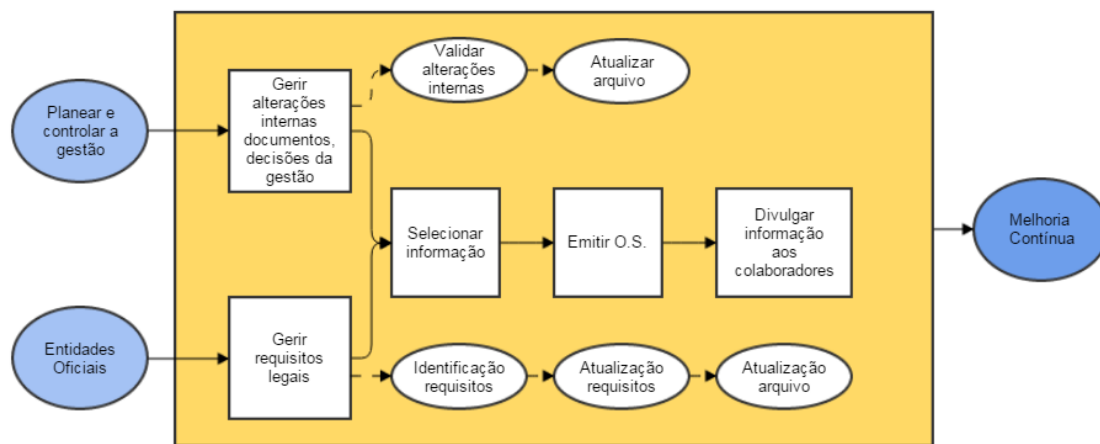 Planear e
controlar a
gestão
Gerir
alterações
internas
documentos,
decisões da
gestão
Validar
alterações
internas
Atualizar
arquivo
Selecionar
informação
Emitir O.S.
Divulgar
informação
aos
colaboradores
Melhoria
Contínua
Entidades
Oficiais
Gerir
requisitos
legais
Identificação
requisitos
Atualização
requisitos
Atualização
arquivo